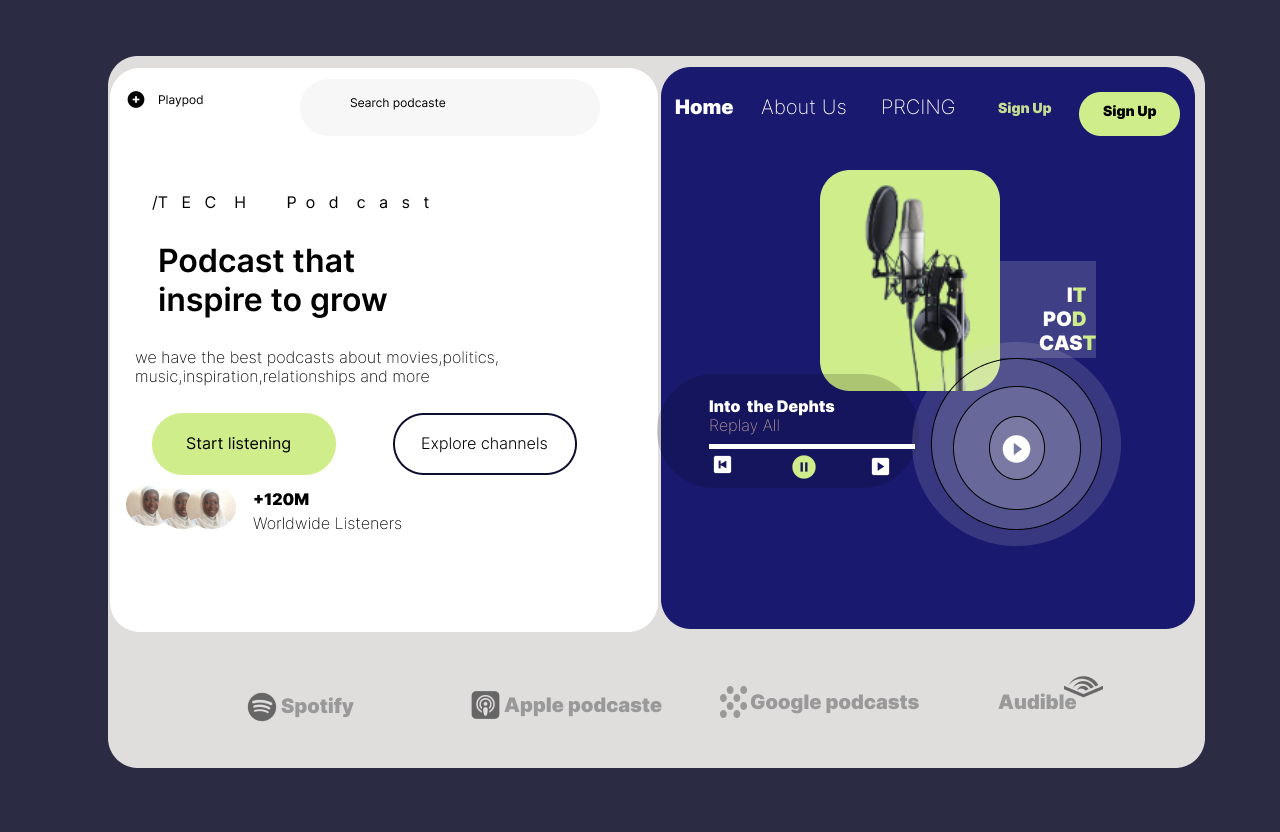 Playpod
Search podcaste
Home
About Us
PRCING
Sign Up
Sign Up
/TECH Podcast
Podcast that
inspire to grow
we have the best podcasts about movies,politics,
music,inspiration,relationships and more
Start listening
Explore channels
+120M
Worldwide Listeners
IT
POD
CAST
Into the Dephts
Replay All
Spotify
Apple podcaste
Google podcasts
Audible